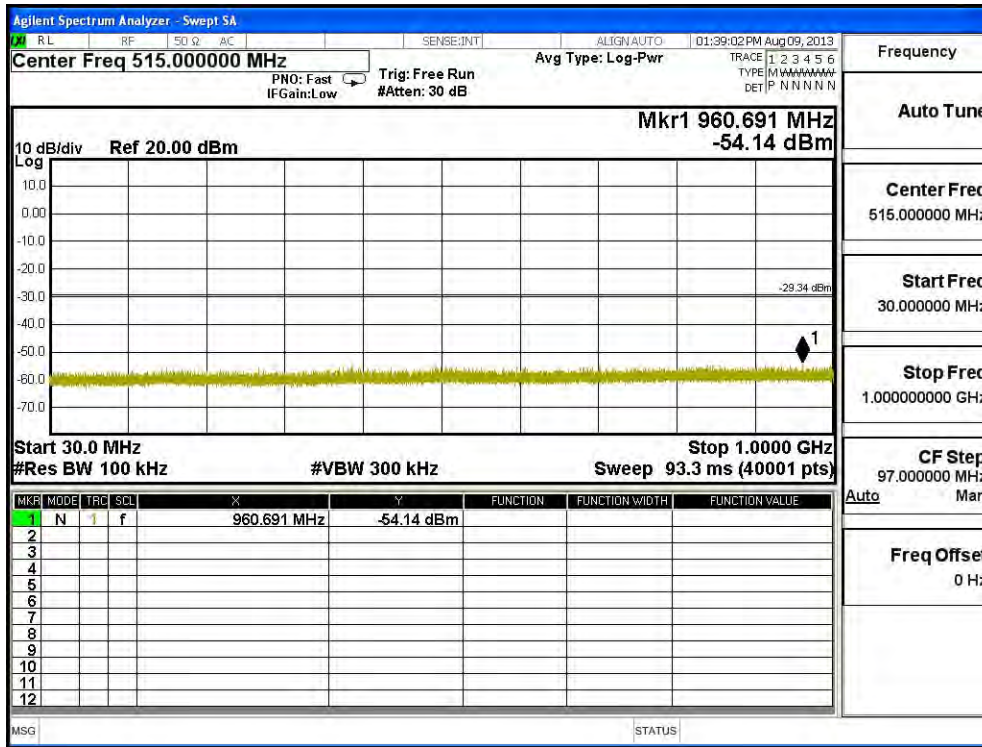 Agilent Spectrum Analyzer - Swept SA
RL RF 50 Ω AC SENSE:INT ALIGN AUTO 01:39:02 PM Aug 09, 2013
Center Freq 515.000000 MHz
PNO: Fast
IFGain:Low
Trig: Free Run
#Atten: 30 dB
Avg Type: Log-Pwr
TRACE 1 2 3 4 5 6
TYPE M
DET P N N N N N
Mkr1 960.691 MHz
-54.14 dBm
10 dB/div Ref 20.00 dBm
Log
10.0
0.00
-10.0
-20.0
-30.0
-40.0
-50.0
-60.0
-70.0
-29.34 dBm
1
Start 30.0 MHz Stop 1.0000 GHz
#Res BW 100 kHz #VBW 300 kHz Sweep 93.3 ms (40001 pts)
MKR MODE TRC SCL X Y FUNCTION FUNCTION WIDTH FUNCTION VALUE
1 N 1 f 960.691 MHz -54.14 dBm
2
3
4
5
6
7
8
9
10
11
12
MSG STATUS
Frequency
Auto Tune
Center Freq
515.000000 MHz
Start Freq
30.000000 MHz
Stop Freq
1.000000000 GHz
CF Step
97.000000 MHz
Auto Man
Freq Offset
0 Hz